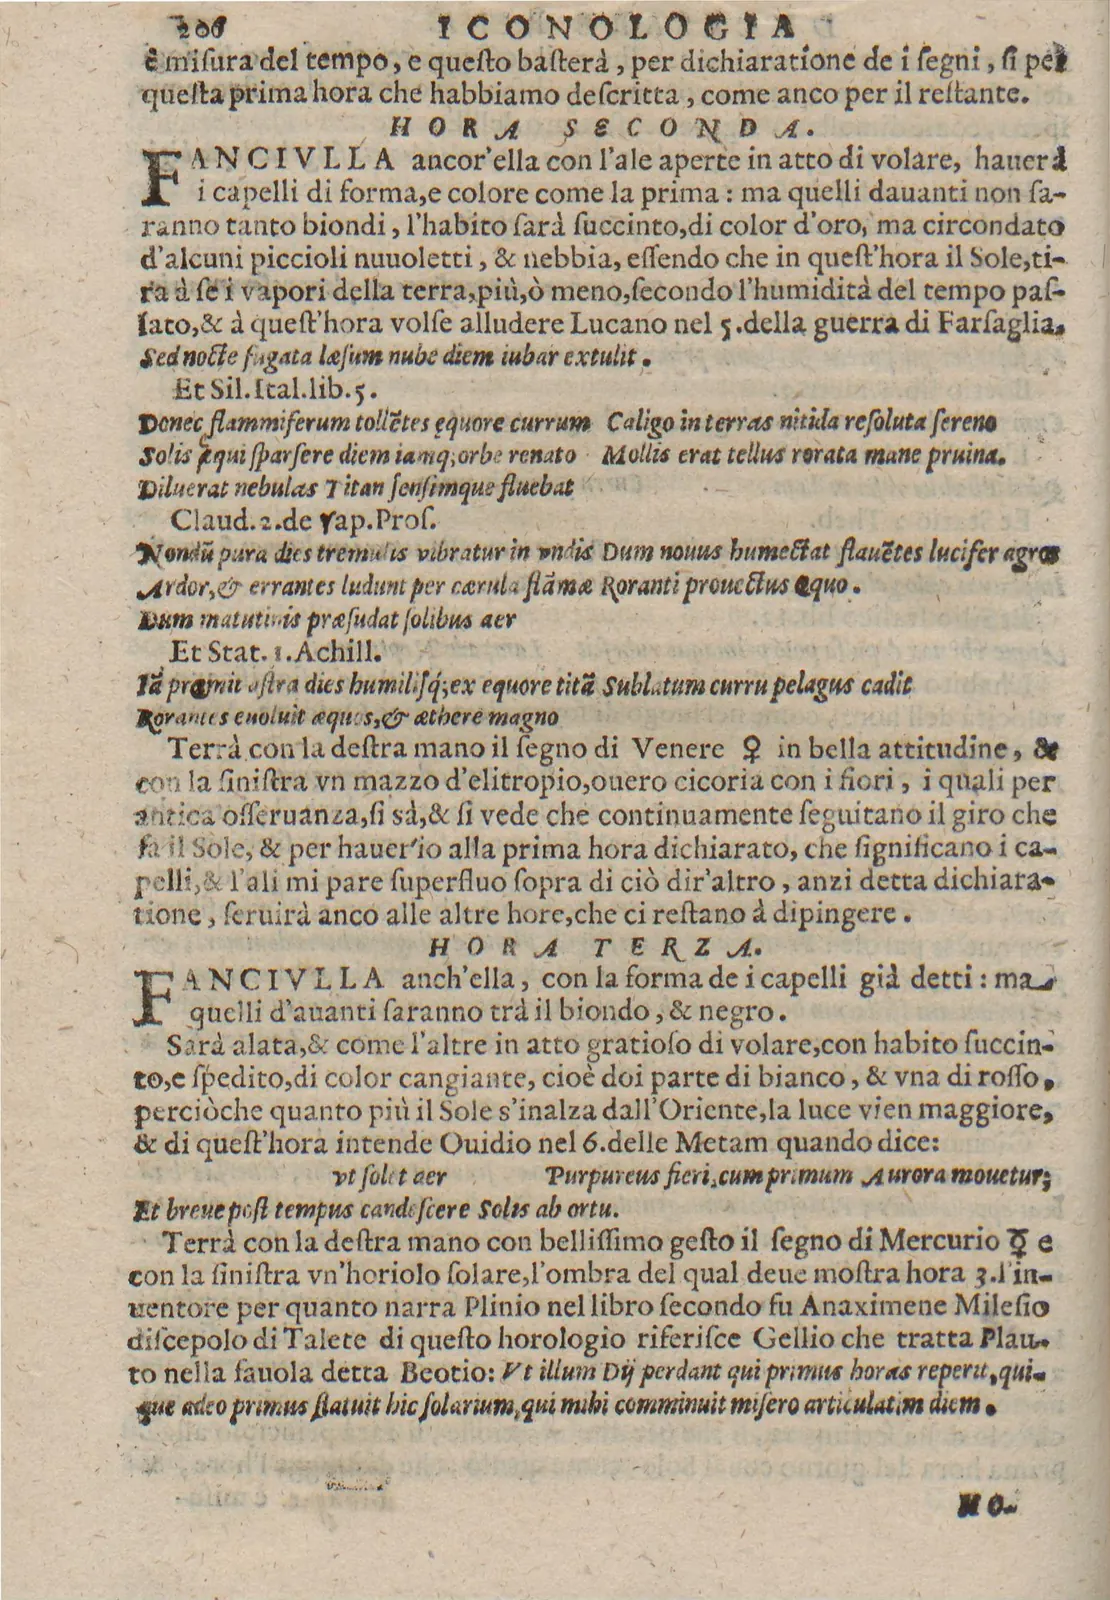 206 ICONOLOGIA
è miſura del tempo, e queſto baſterà, per dichiaratione de i ſegni, ſi per
queſta prima hora che habbiamo deſcritta, come anco per il reſtante.
HORA SECONDA.
FANCIVLLA ancor'ella con l'ale aperte in atto di volare, hauerà
i capelli di forma,e colore come la prima: ma quelli dauanti non ſa-
ranno tanto biondi, l'habito ſarà ſuccinto,di color d'oro, ma circondato
d'alcuni piccioli nuuoletti, & nebbia, eſſendo che in queſt'hora il Sole,ti-
ra à ſe i vapori della terra,più,ò meno,ſecondo l'humidità del tempo paſ-
ſato,& à queſt'hora volſe alludere Lucano nel 5.della guerra di Farſaglia.
Sed nocte fugata læſum nube diem iubar extulit.
Et Sil.Ital.lib.5.
Donec flammiferum tollẽtes ęquore currum Caligo in terras nitida reſoluta ſereno
Solis equi ſparſere diem iamq;orbe renato Mollis erat tellus rorata mane pruina.
Diluerat nebulas Titan ſenſimque fluebat
Claud.2.de rap.Proſ.
Nondũ pura dies tremulis vibratur in vndis Dum nouus humectat flauẽtes lucifer agros
Ardor,& errantes ludunt per cærula flãmæ Roranti prouectus equo.
Dum matutinis præſudat ſolibus aer
Et Stat. 1.Achill.
Iã premit aſtra dies humiliſq;ex equore titã Sublatum curru pelagus cadit
Rorantes euoluit æquos,& æthere magno
Terrà con la deſtra mano il ſegno di Venere ♀ in bella attitudine, &
con la ſiniſtra vn mazzo d'elitropio,ouero cicoria con i fiori, i quali per
antica oſſeruanza,ſi sà,& ſi vede che continuamente ſeguitano il giro che
fà il Sole, & per hauer'io alla prima hora dichiarato, che ſignificano i ca-
pelli,& l'ali mi pare ſuperfluo ſopra di ciò dir'altro, anzi detta dichiara-
tione, ſeruirà anco alle altre hore,che ci reſtano à dipingere.
HORA TERZA.
FANCIVLLA anch'ella, con la forma de i capelli già detti: ma
quelli d'auanti ſaranno trà il biondo, & negro.
Sarà alata,& come l'altre in atto gratioſo di volare,con habito ſuccin-
to,e ſpedito,di color cangiante, cioè doi parte di bianco, & vna di roſſo,
perciòche quanto più il Sole s'inalza dall'Oriente,la luce vien maggiore,
& di queſt'hora intende Ouidio nel 6.delle Metam quando dice:
vt ſolet aer Purpureus fieri,cum primum Aurora mouetur;
Et breue poſt tempus candeſcere Solis ab ortu.
Terrà con la deſtra mano con belliſſimo geſto il ſegno di Mercurio ☿ e
con la ſiniſtra vn'horiolo ſolare,l'ombra del qual deue moſtra hora 3.l'in-
uentore per quanto narra Plinio nel libro ſecondo fu Anaximene Mileſio
diſcepolo di Talete di queſto horologio riferiſce Gellio che tratta Plau-
to nella fauola detta Beotio: Vt illum Dij perdant qui primus horas reperit,qui-
que adeo primus ſtatuit hic ſolarium,qui mihi comminuit miſero articulatim diem.
HO-